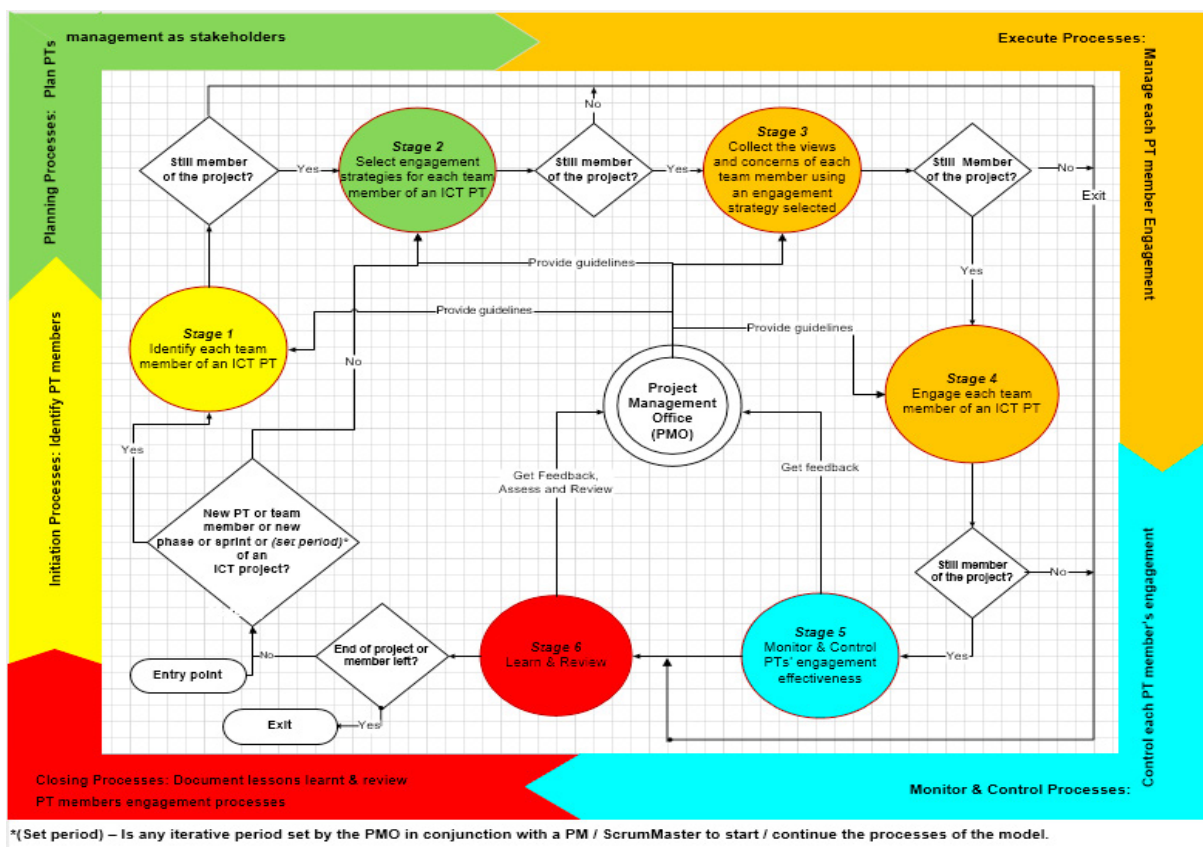 management as stakeholders
Execute Processes:
Planning Processes: Plan PTs
Manage each PT member Engagement
No
Still member
of the project?
Yes
Stage 2
Select engagement
strategies for each team
member of an ICT PT
Still member
of the project?
Yes
Stage 3
Collect the views
and concerns of each
team member using
an engagement
strategy selected
Still Member
of the project?
No
Exit
Yes
Provide guidelines
Provide guidelines
Provide guidelines
Stage 1
Identify each team
member of an ICT PT
No
Project
Management
Office
(PMO)
Stage 4
Engage each team
member of an ICT PT
Initiation Processes: Identify PT members
Yes
Get Feedback,
Assess and Review
Get feedback
New PT or team
member or new
phase or sprint or (set period)*
of an
ICT project?
Still member
of the project?
No
Yes
Control each PT member's engagement
Stage 5
Monitor & Control
PTs' engagement
effectiveness
Stage 6
Learn & Review
End of project or
member left?
No
Entry point
Yes
Exit
Closing Processes: Document lessons learnt & review
PT members engagement processes
Monitor & Control Processes:
*(Set period) – Is any iterative period set by the PMO in conjunction with a PM / ScrumMaster to start / continue the processes of the model.